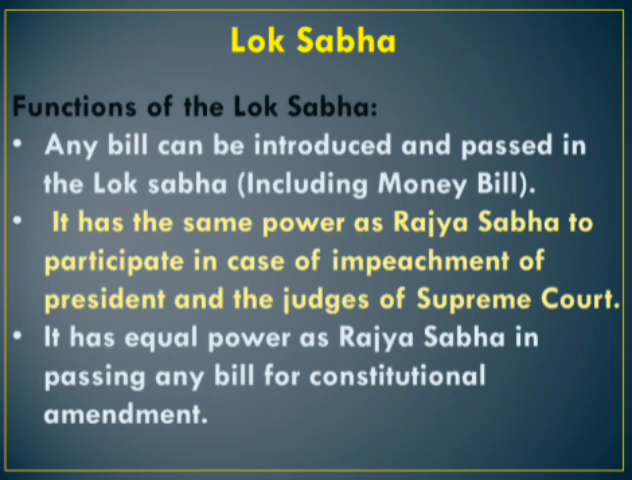 Lok Sabha
Functions of the Lok Sabha:
• Any bill can be introduced and passed in
the Lok sabha (Including Money Bill).
• It has the same power as Rajya Sabha to
participate in case of impeachment of
president and the judges of Supreme Court.
• It has equal power as Rajya Sabha in
passing any bill for constitutional
amendment.